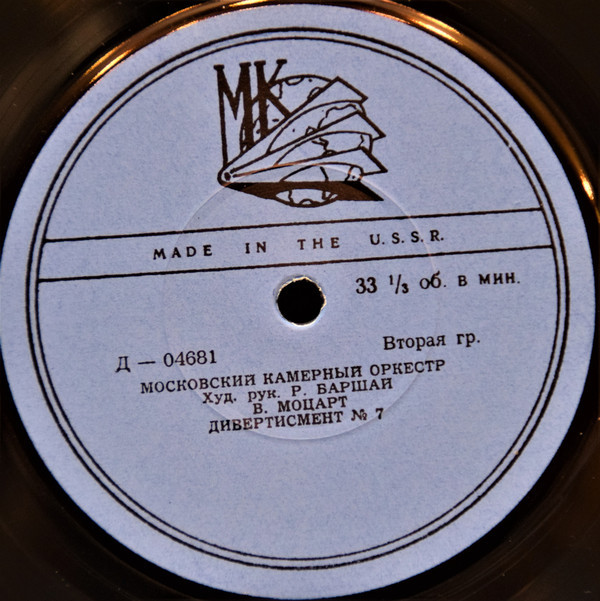 МК
MADE IN THE U.S.S.R.
33 1/3 об. в мин.
Д — 04681
Вторая гр.
МОСКОВСКИЙ КАМЕРНЫЙ ОРКЕСТР
Худ. рук. Р. БАРШАЙ
В. МОЦАРТ
ДИВЕРТИСМЕНТ № 7